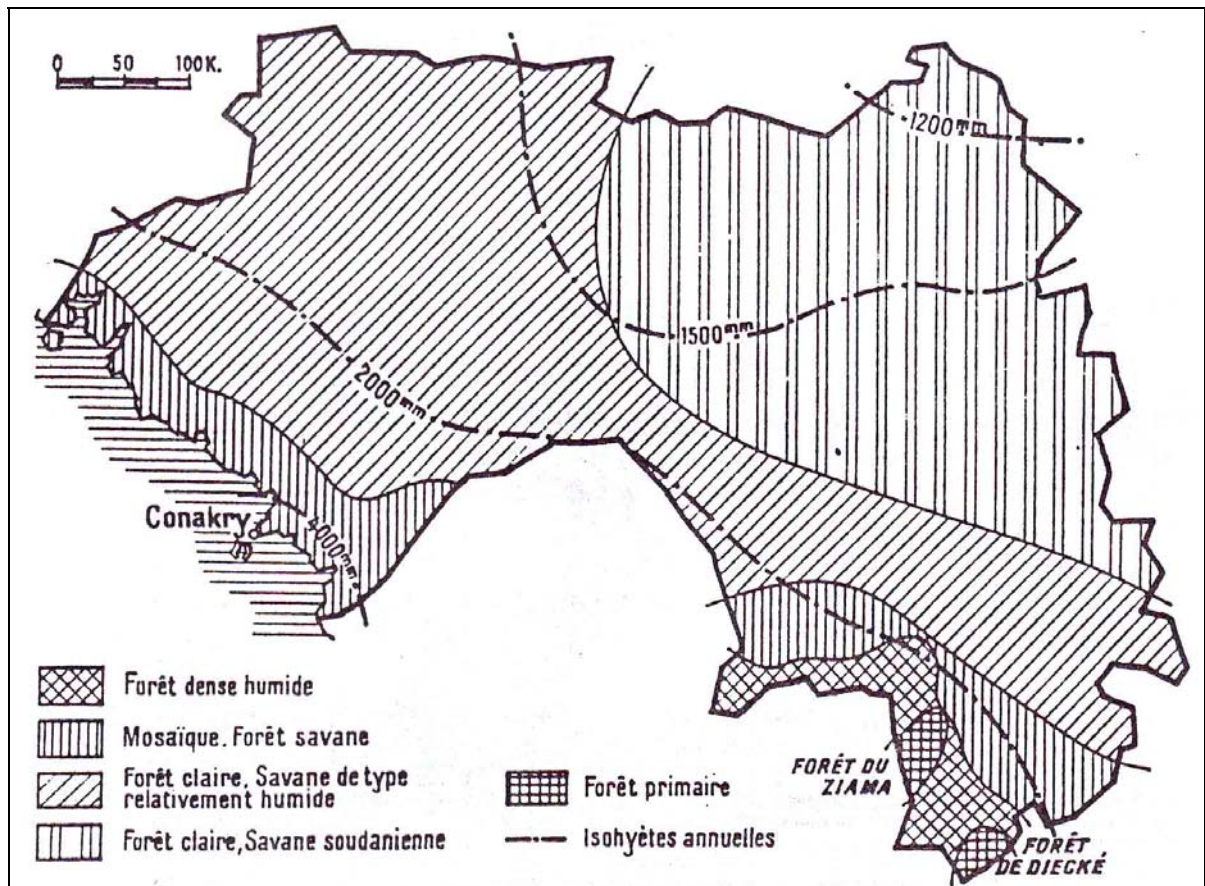 0 50 100K.
1200mm
1500mm
2000mm
Conakry
4000mm
Forêt dense humide
Mosaïque. Forêt savane
Forêt claire, Savane de type
relativement humide
Forêt claire, Savane soudanienne
Forêt primaire
Isohyètes annuelles
FORÊT DU
ZIAMA
FORÊT
DE DIECKÉ